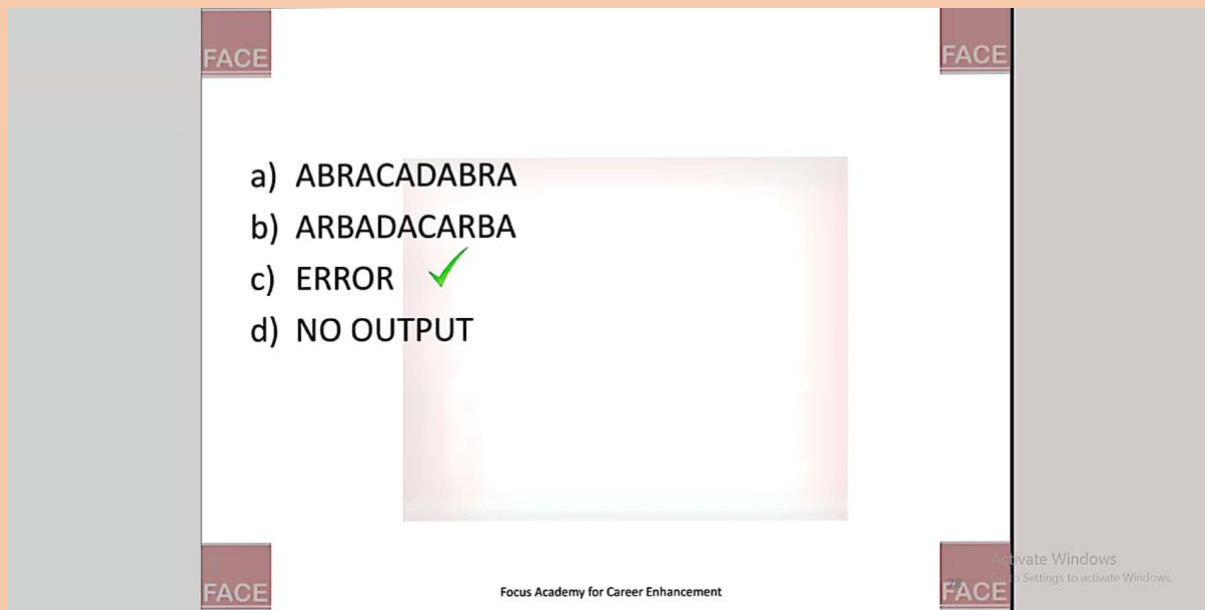 FACE
FACE
a) ABRACADABRA
b) ARBADACARBA
c) ERROR
d) NO OUTPUT
Activate Windows
Settings to activate Windows.
FACE
Focus Academy for Career Enhancement
FACE